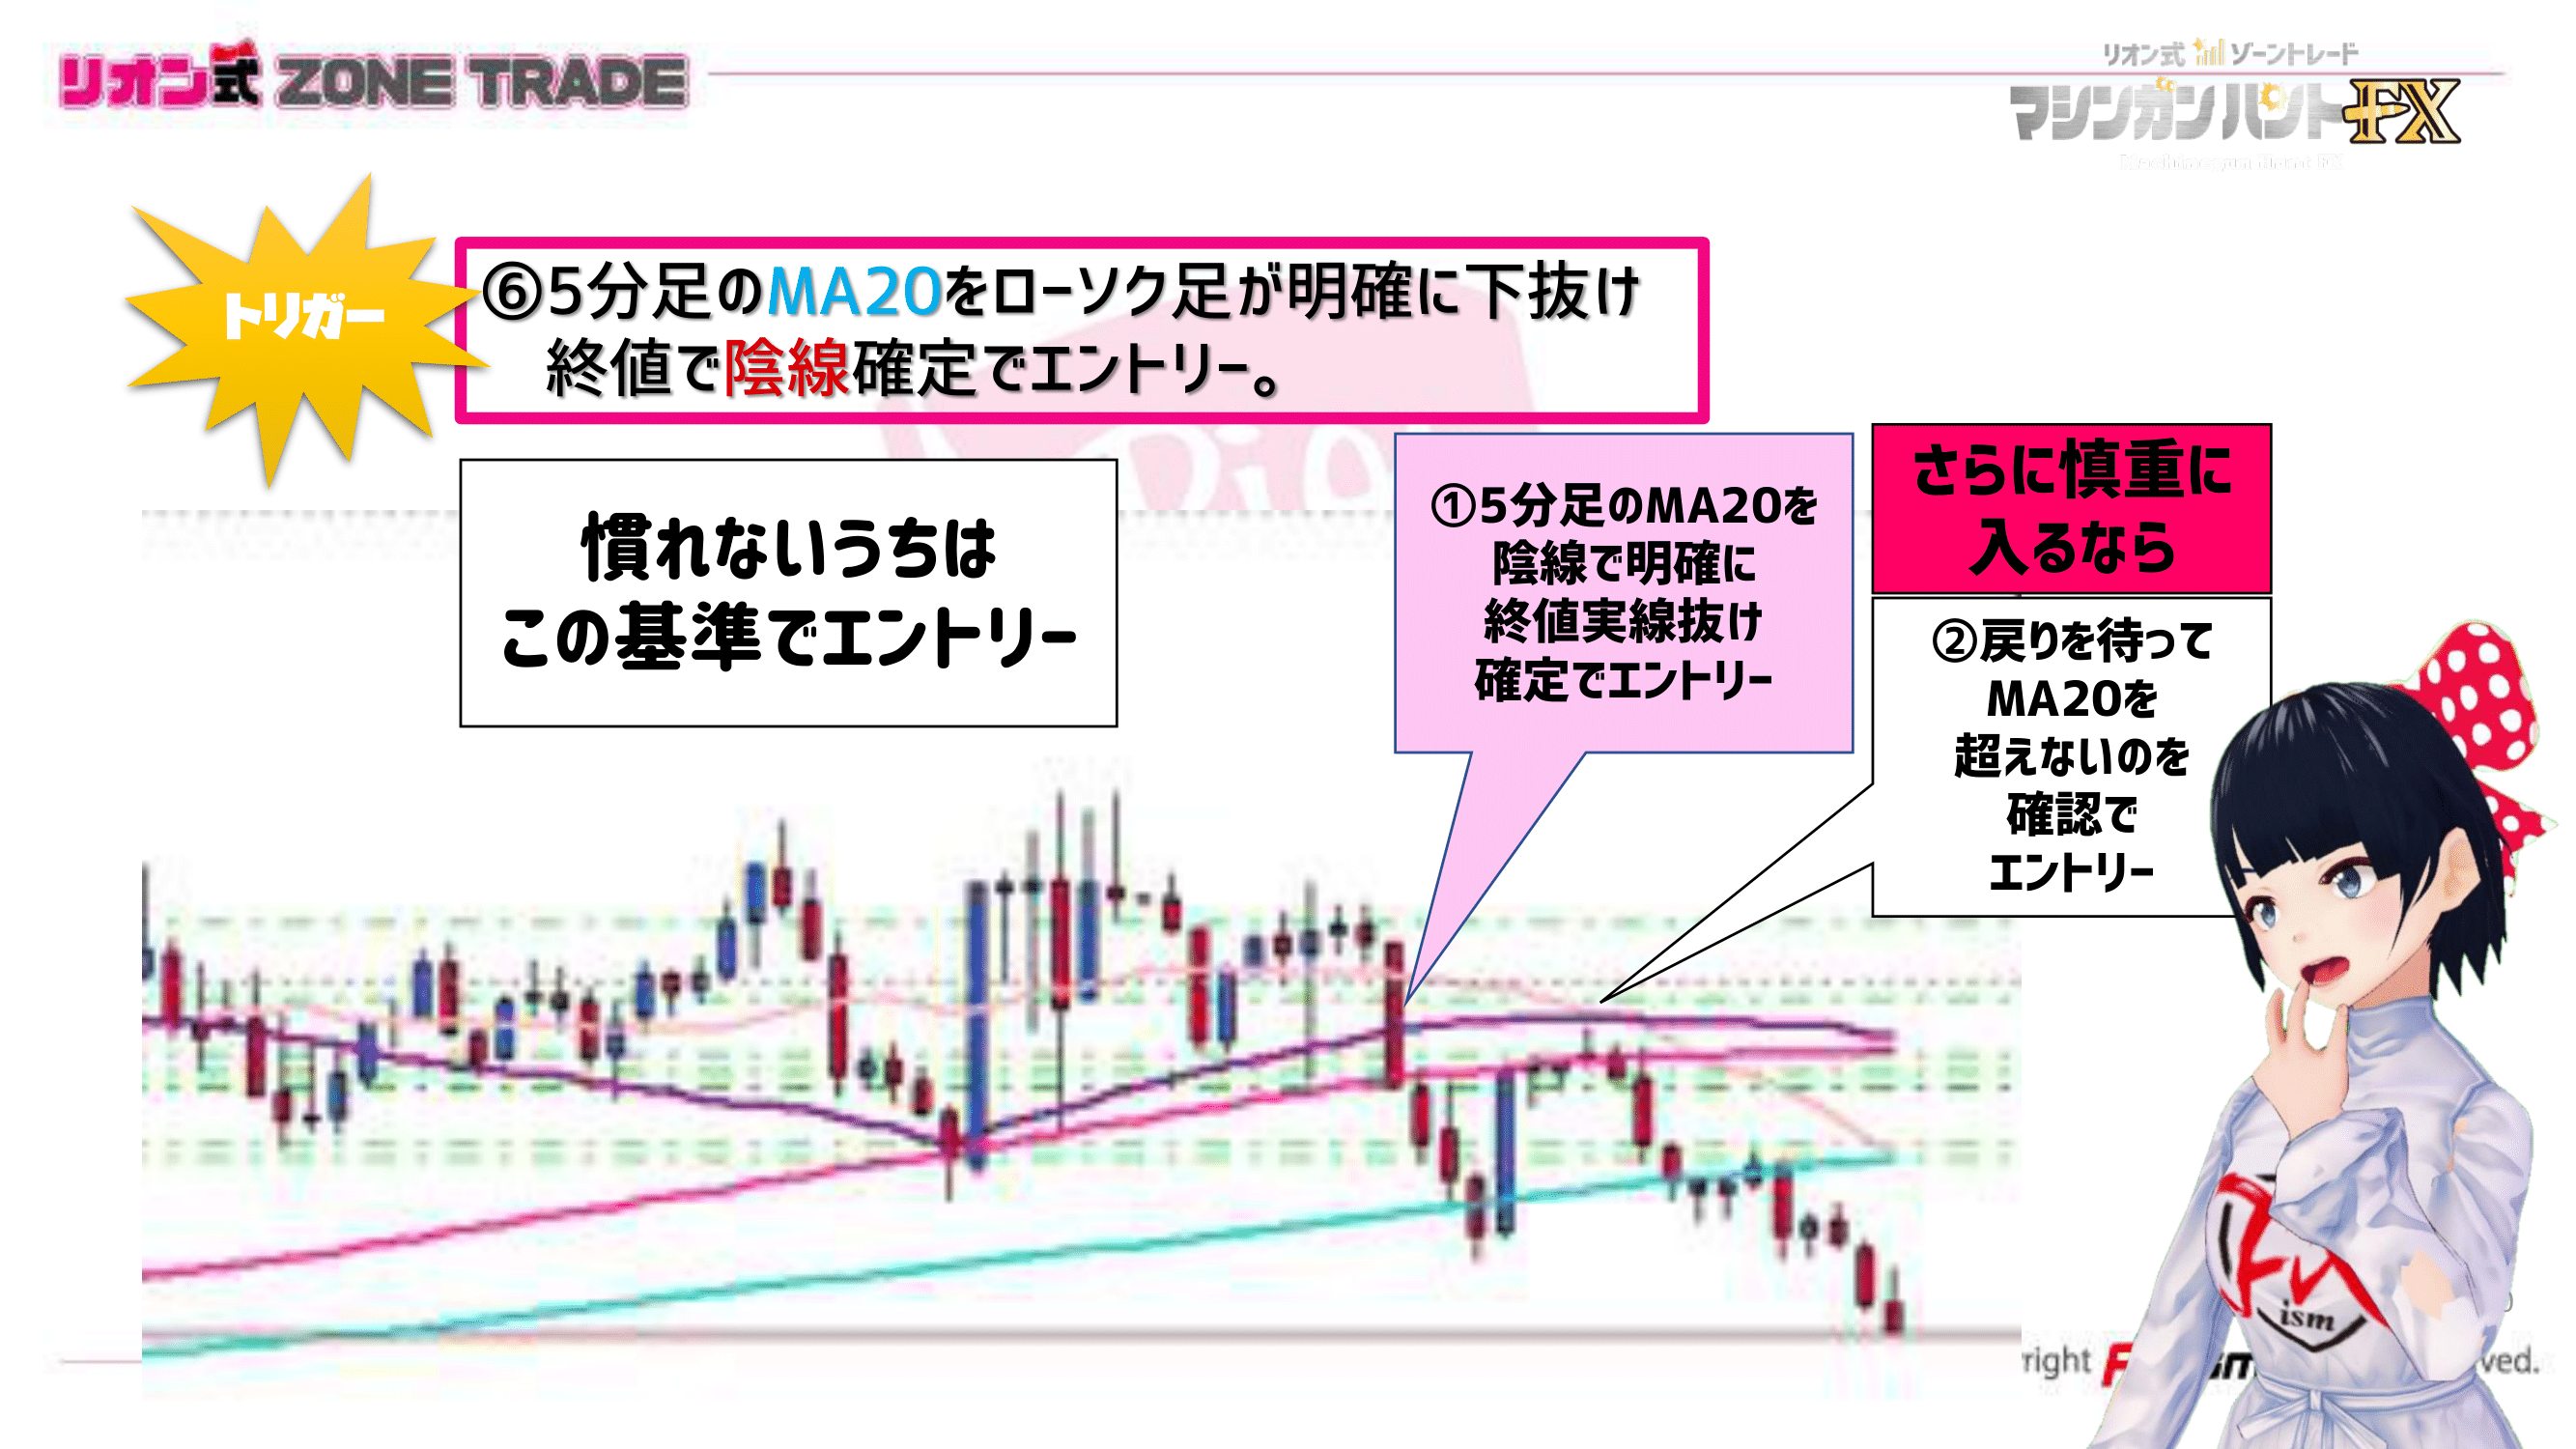 リオン式 ZONE TRADE
リオン式 ゾーントレード
マシンガンハントFX
トリガー
⑥5分足のMA20をローソク足が明確に下抜け
終値で陰線確定でエントリー。
慣れないうちは
この基準でエントリー
①5分足のMA20を
陰線で明確に
終値実線抜け
確定でエントリー
さらに慎重に
入るなら
②戻りを待って
MA20を
超えないのを
確認で
エントリー
ism
right
ved.